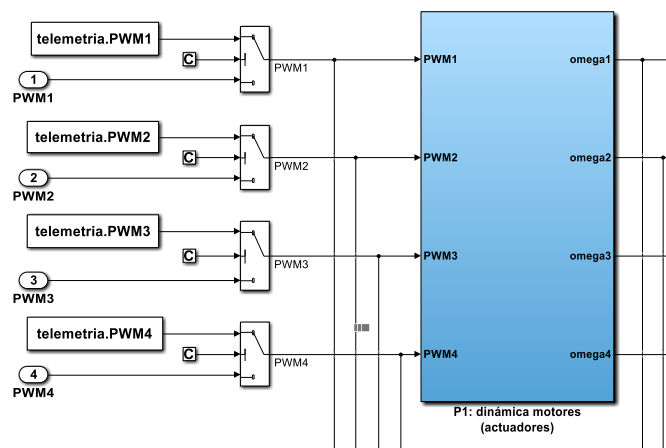 telemetria.PWM1
C
1
PWM1
PWM1
PWM1
omega1
telemetria.PWM2
C
2
PWM2
PWM2
PWM2
omega2
telemetria.PWM3
C
3
PWM3
PWM3
PWM3
omega3
telemetria.PWM4
C
4
PWM4
PWM4
PWM4
omega4
P1: dinámica motores
(actuadores)